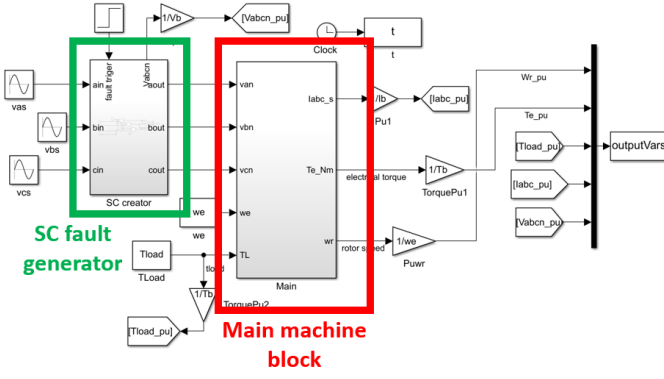 1/Vb
[Vabcn_pu]
Clock
t
t
fault triger
Vabcn
ain
aout
vas
bin
bout
vbs
cin
cout
vcs
SC creator
SC fault
generator
van
vbn
vcn
we
we
we
TL
Iabc_s
Te_Nm
wr
Main
Main machine
block
Tload
TLoad
tload
1/Tb
TorquePu2
[Tload_pu]
/Ib
Pu1
[Iabc_pu]
electrical torque
1/Tb
TorquePu1
rotor speed
1/we
Puwr
Wr_pu
Te_pu
[Tload_pu]
[Iabc_pu]
[Vabcn_pu]
outputVars